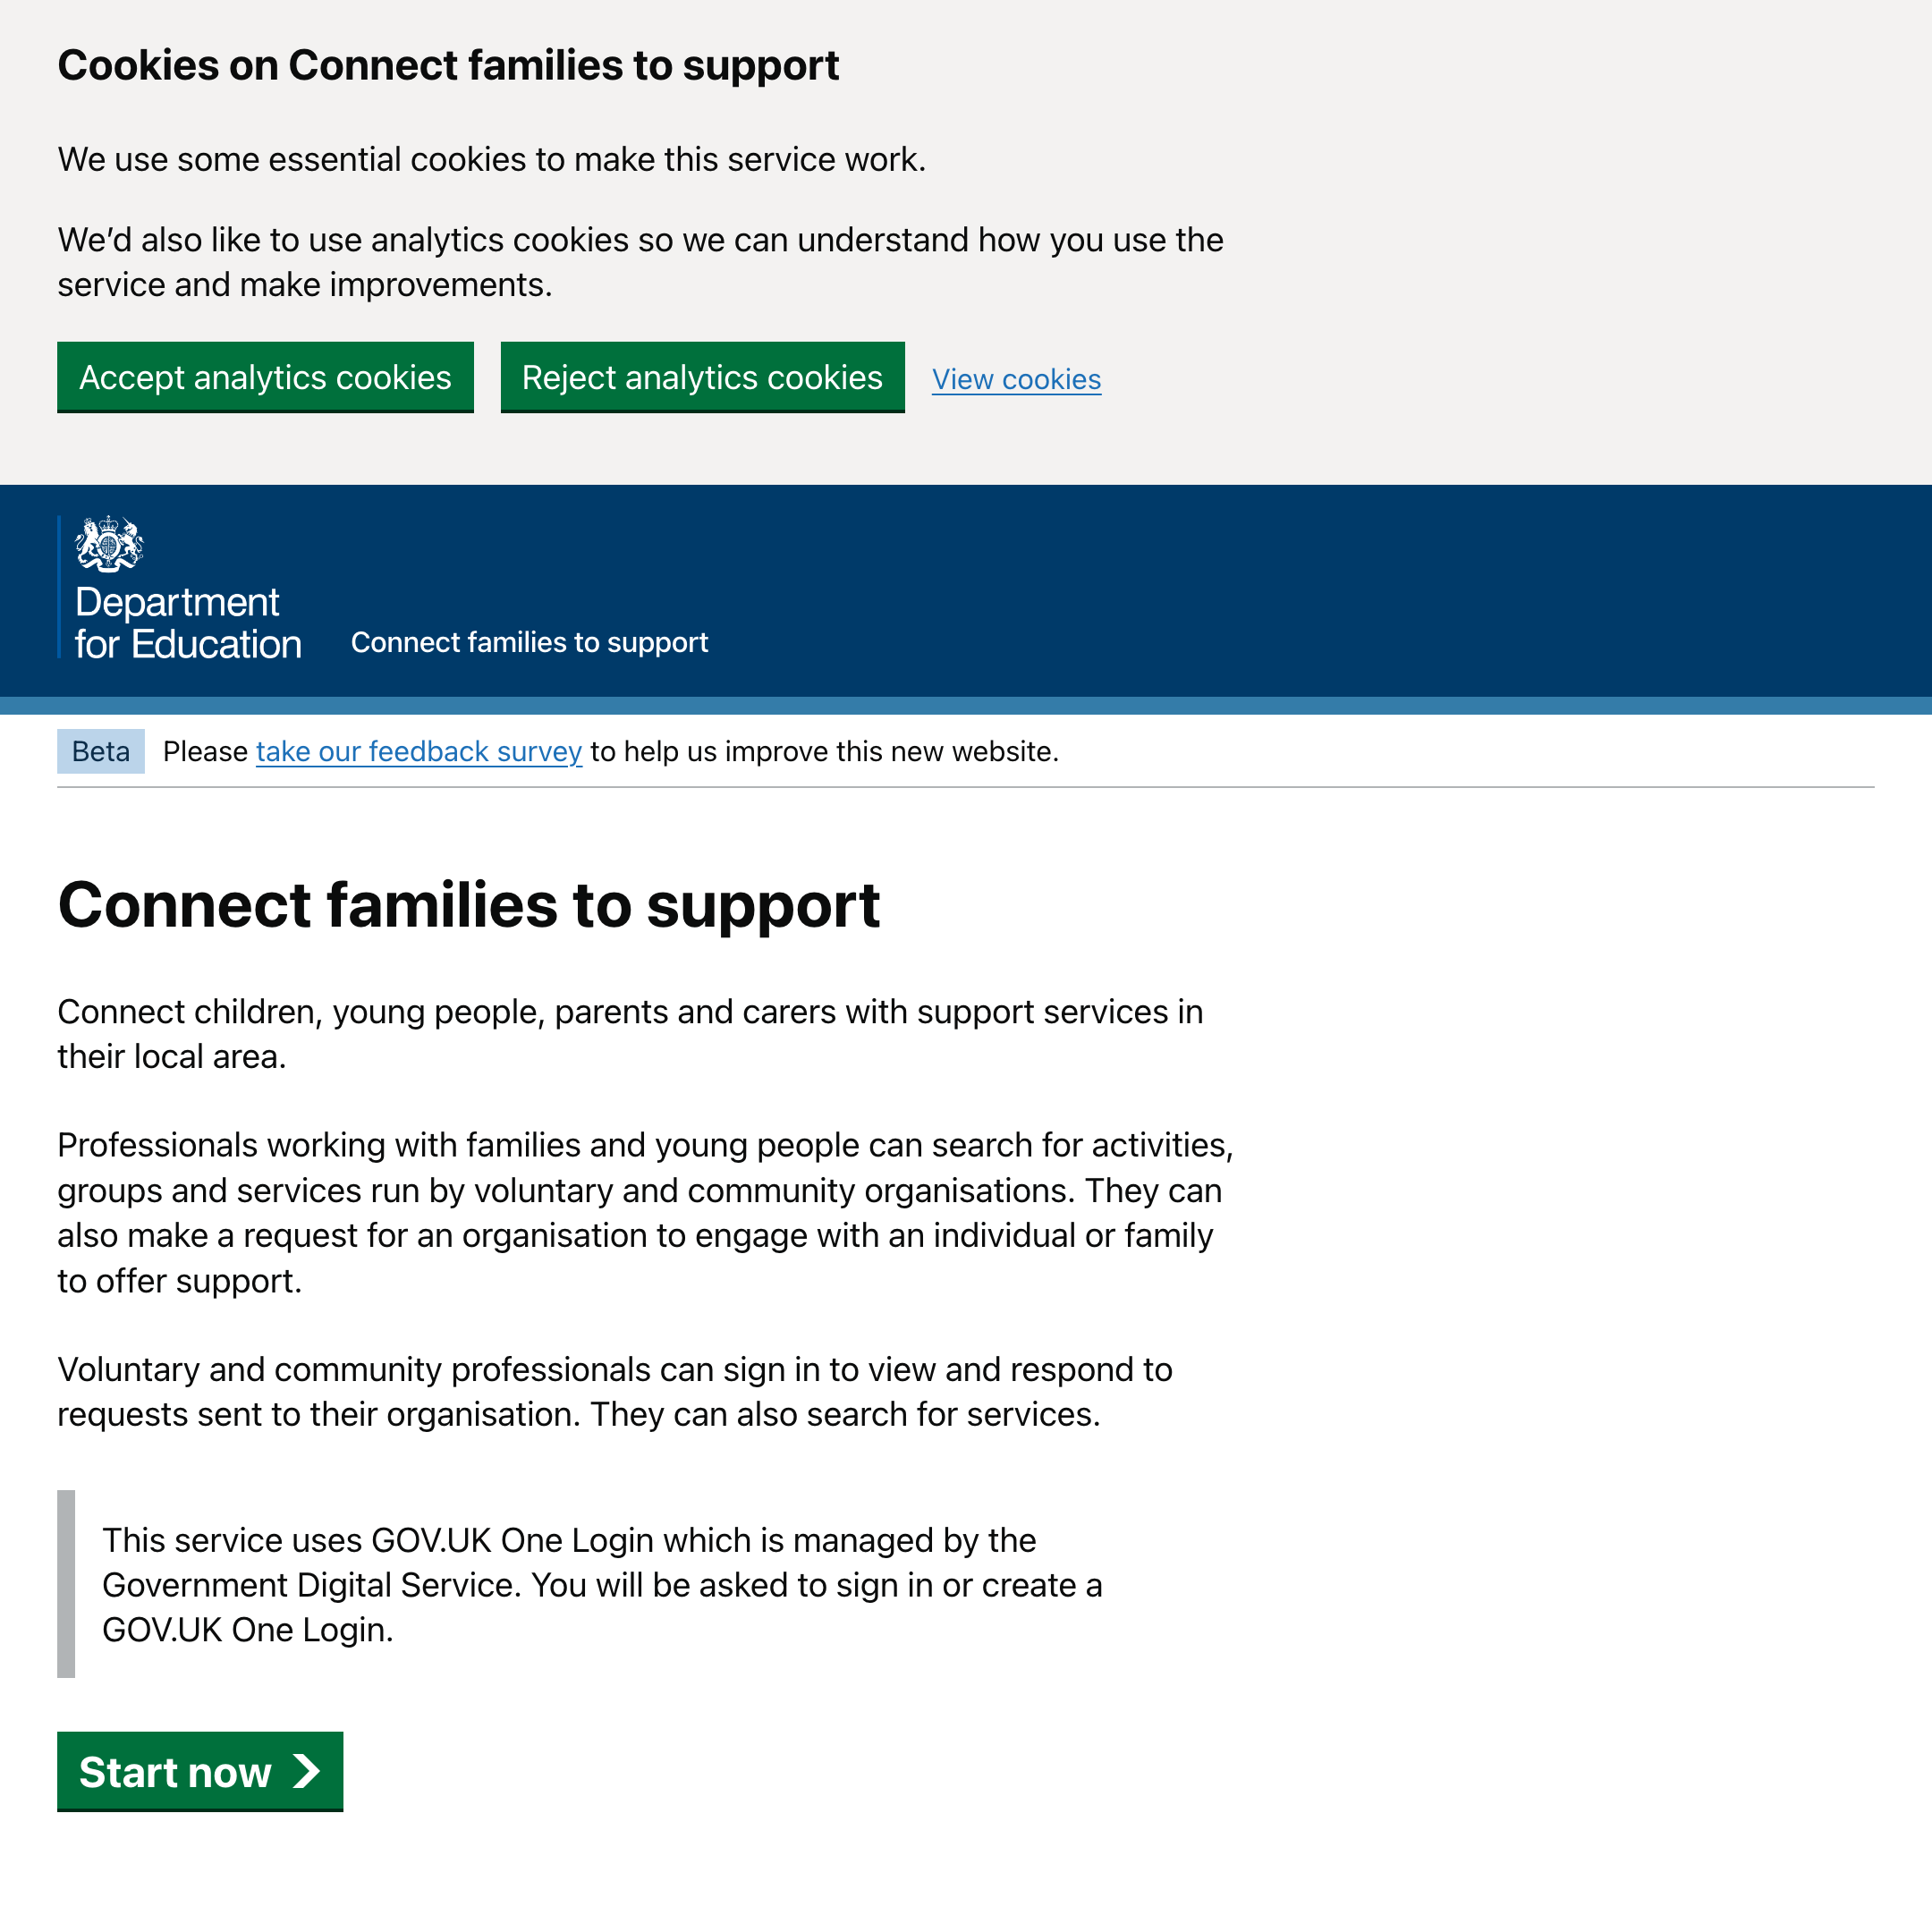 Cookies on Connect families to support
We use some essential cookies to make this service work.
We’d also like to use analytics cookies so we can understand how you use the
service and make improvements.
Accept analytics cookies
Reject analytics cookies
View cookies
Department
for Education
Connect families to support
Beta
Please take our feedback survey to help us improve this new website.
Connect families to support
Connect children, young people, parents and carers with support services in
their local area.
Professionals working with families and young people can search for activities,
groups and services run by voluntary and community organisations. They can
also make a request for an organisation to engage with an individual or family
to offer support.
Voluntary and community professionals can sign in to view and respond to
requests sent to their organisation. They can also search for services.
This service uses GOV.UK One Login which is managed by the
Government Digital Service. You will be asked to sign in or create a
GOV.UK One Login.
Start now